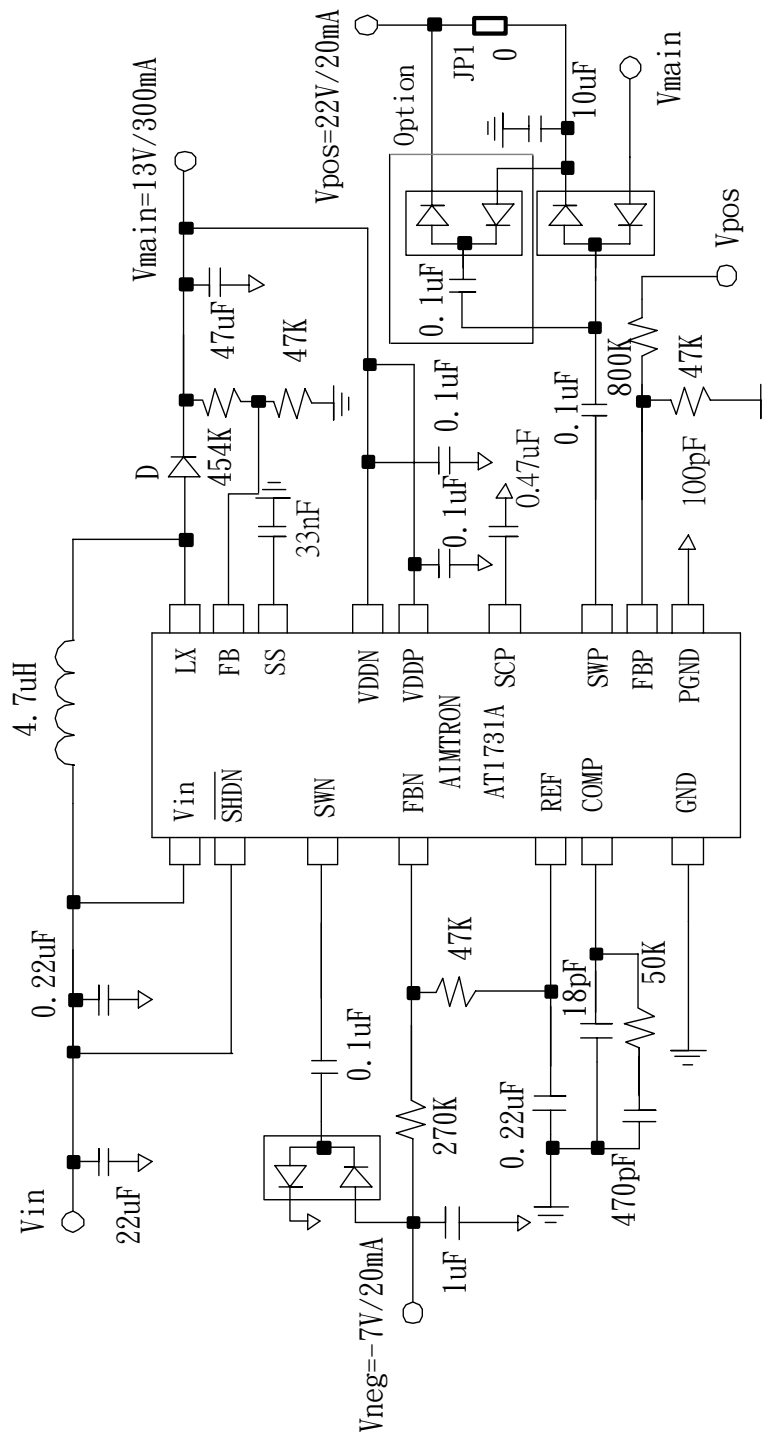 Vin
22uF
0.22uF
4.7uH
D
Vmain=13V/300mA
47uF
454K
47K
33nF
0.1uF
0.1uF
0.47uF
Vpos=22V/20mA
JP1
0
Option
10uF
0.1uF
Vmain
0.1uF
800K
Vpos
47K
100pF
Vin
SHDN
SWN
FBN
REF
COMP
GND
AIMTRON
AT1731A
LX
FB
SS
VDDN
VDDP
SCP
SWP
FBP
PGND
0.1uF
Vneg=-7V/20mA
1uF
270K
47K
0.22uF
18pF
50K
470pF